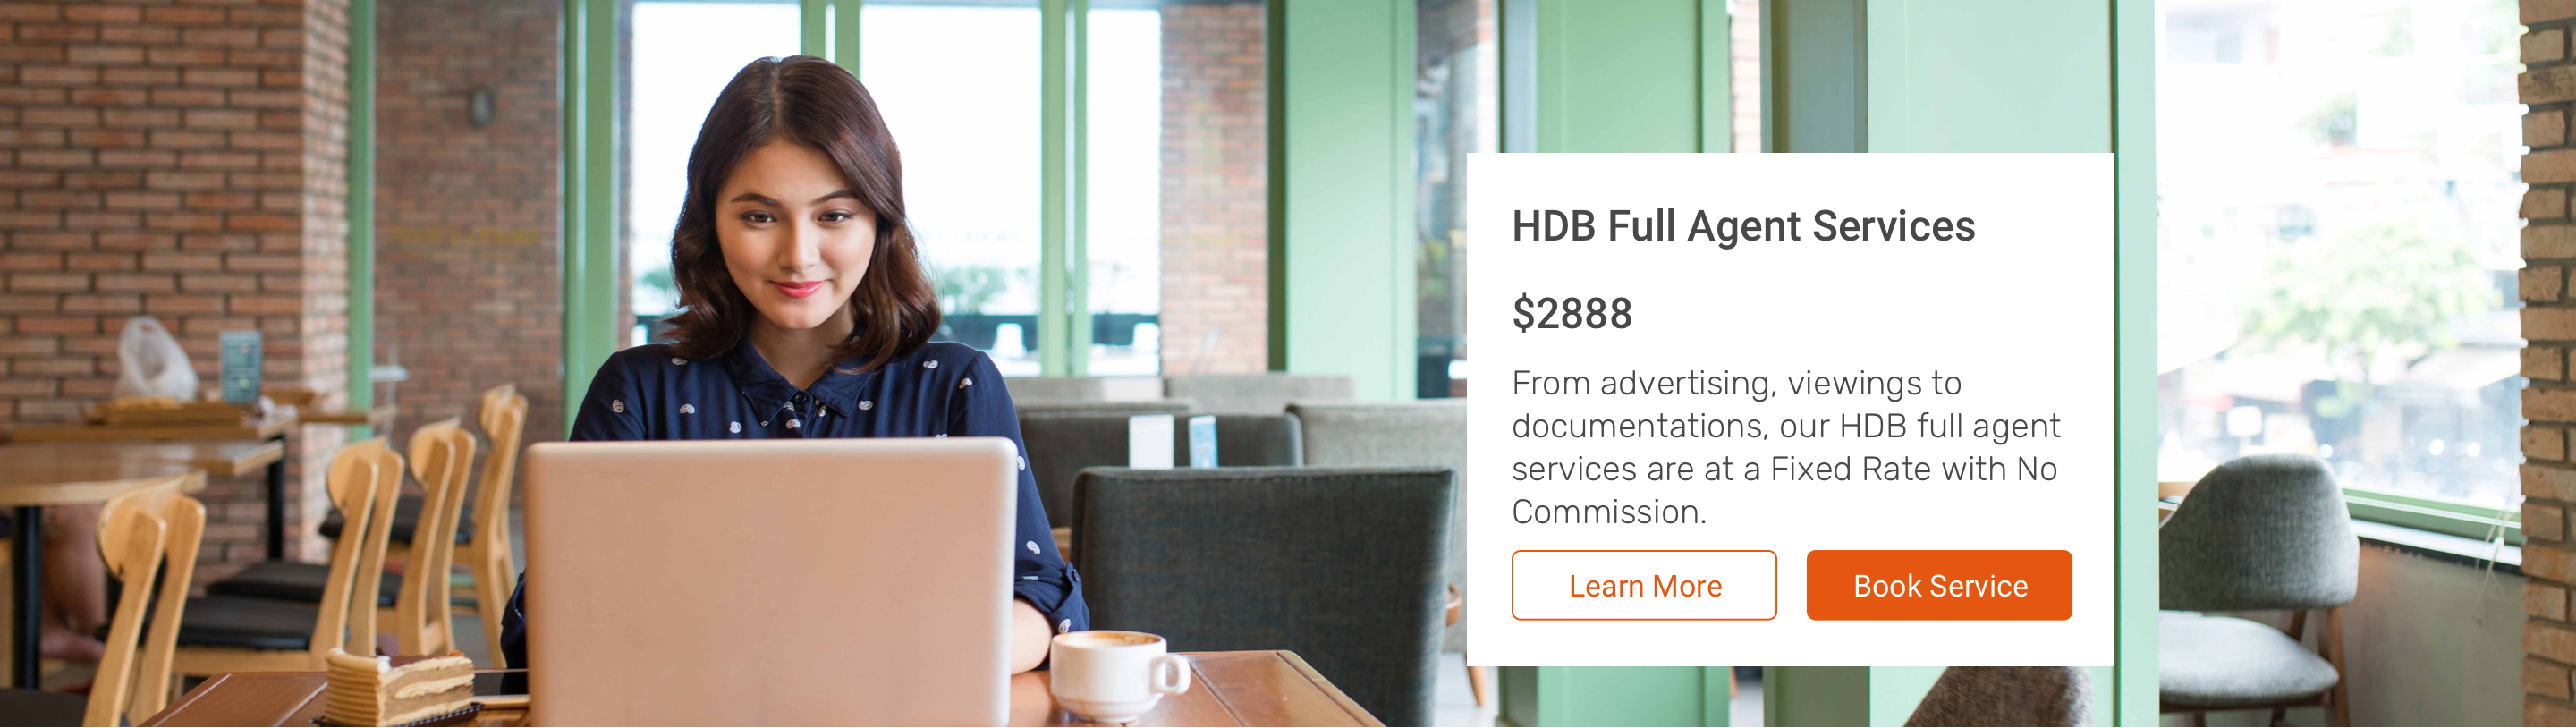 HDB Full Agent Services
$2888
From advertising, viewings to
documentations, our HDB full agent
services are at a Fixed Rate with No
Commission.
Learn More
Book Service